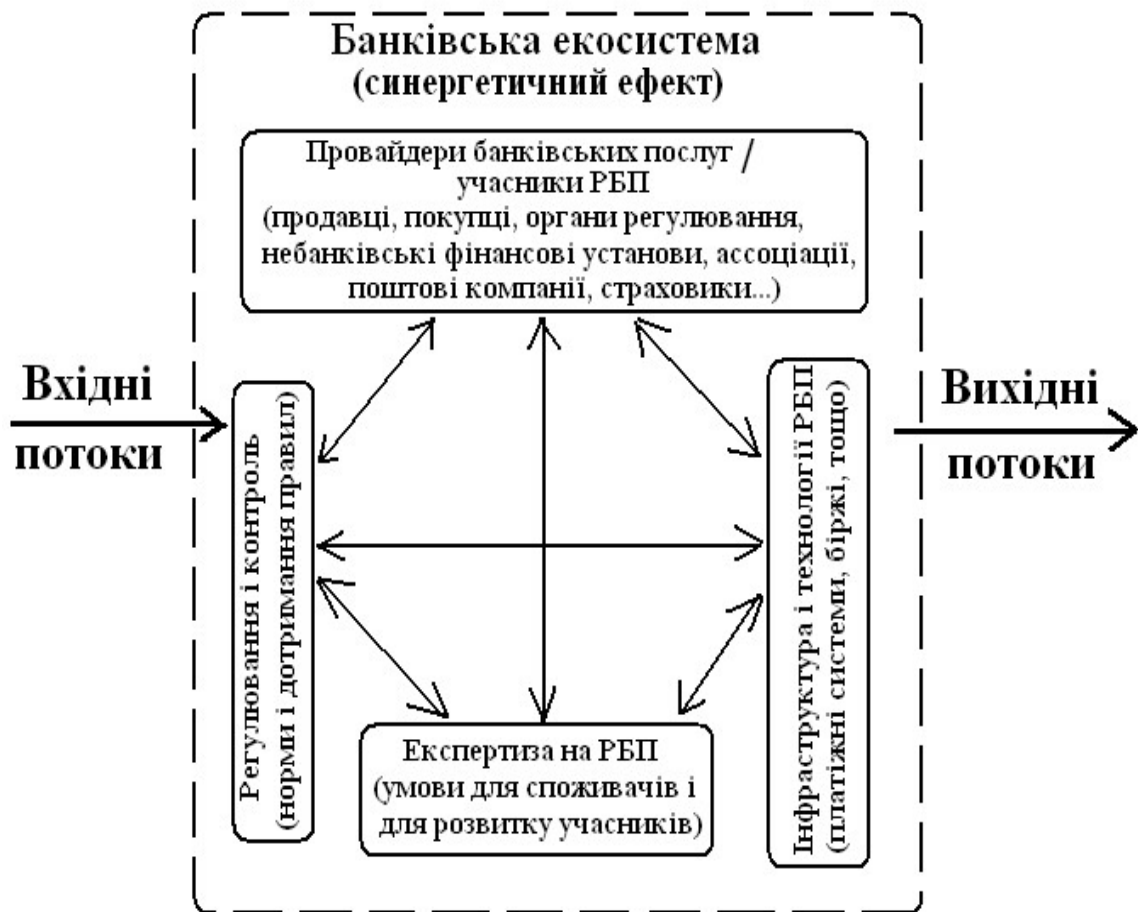 Банківська екосистема
(синергетичний ефект)
Провайдери банківських послуг /
учасники РБП
(продавці, покупці, органи регулювання,
небанківські фінансові установи, ассоціації,
поштові компанії, страховики...)
Вхідні
потоки
Регулювання і контроль
(норми і дотримання правил)
Експертиза на РБП
(умови для споживачів і
для розвитку учасників)
Інфраструктура і технології РБП
(платіжні системи, біржі, тощо)
Вихідні
потоки